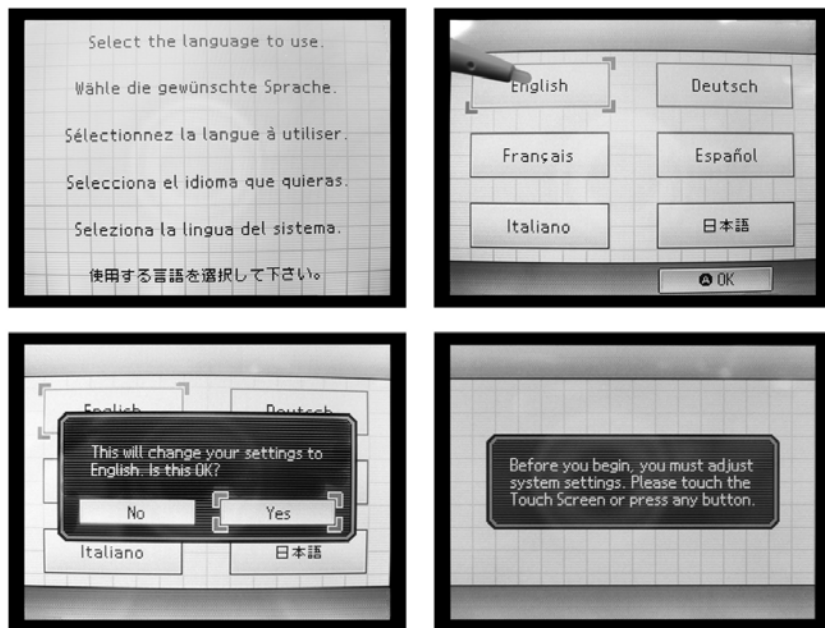 Select the language to use.
Wähle die gewünschte Sprache.
Sélectionnez la langue à utiliser.
Selecciona el idioma que quieras.
Seleziona la lingua del sistema.
使用する言語を選択して下さい。
English
Deutsch
Français
Español
Italiano
日本語
A OK
English
Deutsch
This will change your settings to
English. Is this OK?
No
Yes
Italiano
日本語
Before you begin, you must adjust
system settings. Please touch the
Touch Screen or press any button.